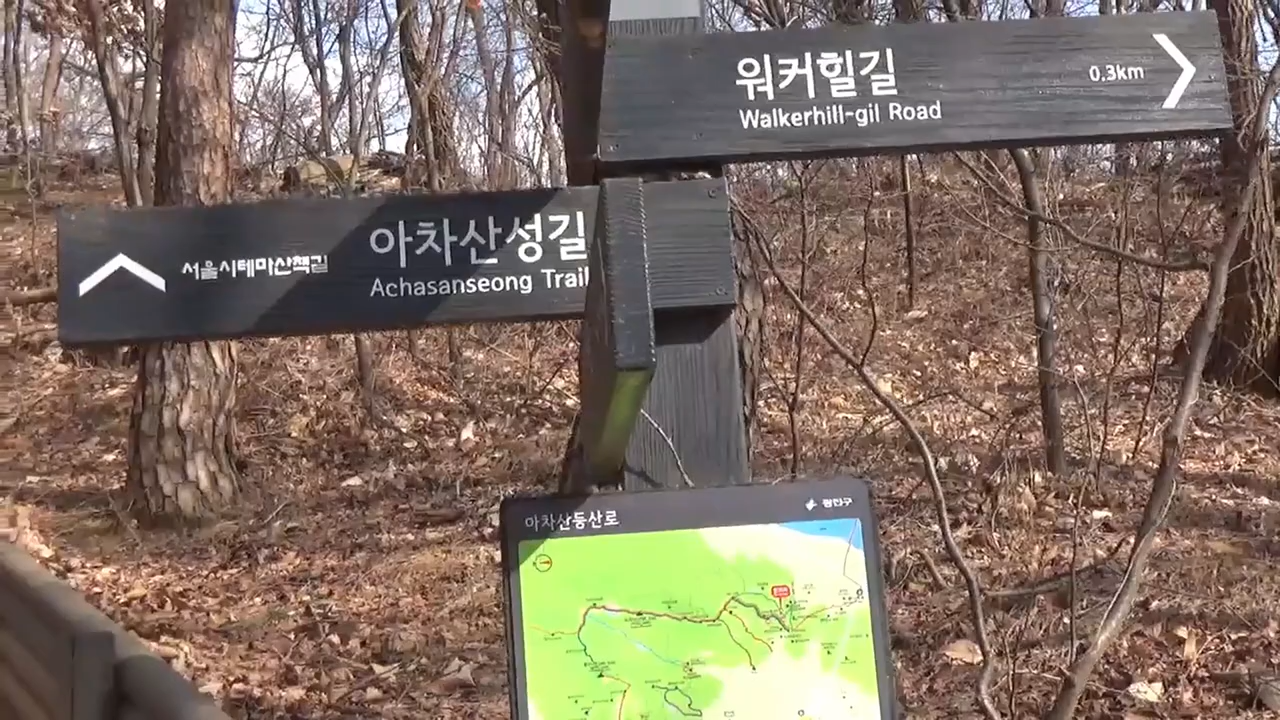 워커힐길
Walkerhill-gil Road
0.3km
서울시테마산책길
아차산성길
Achasanseong Trail
아차산등산로
광진구